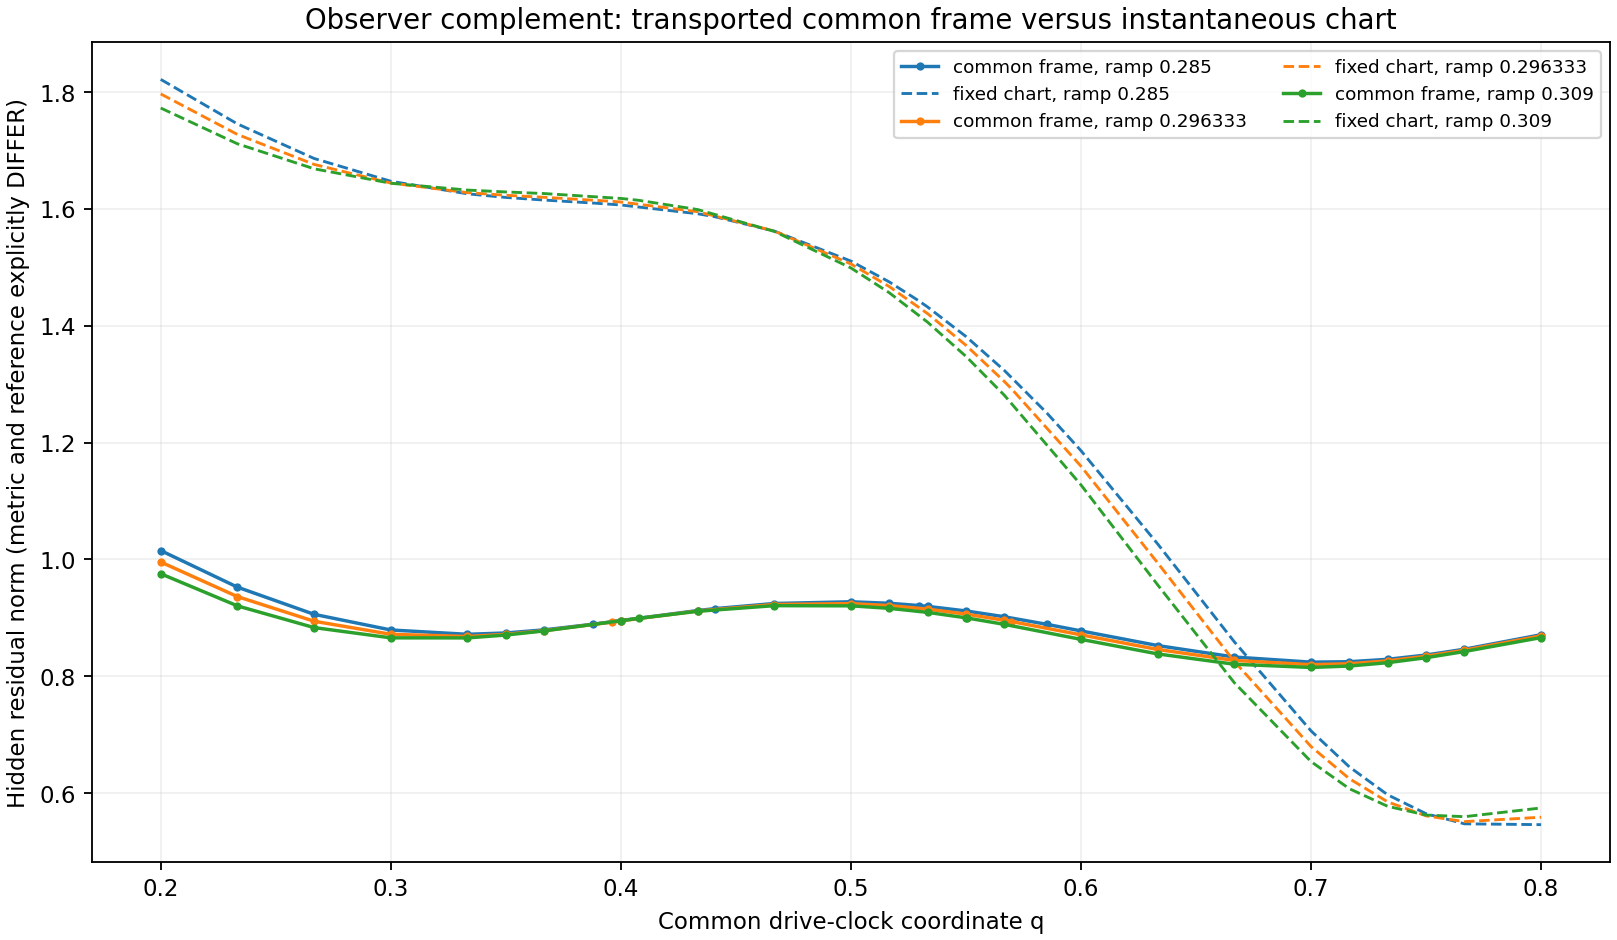 Observer complement: transported common frame versus instantaneous chart
common frame, ramp 0.285
fixed chart, ramp 0.285
common frame, ramp 0.296333
fixed chart, ramp 0.296333
common frame, ramp 0.309
fixed chart, ramp 0.309
Hidden residual norm (metric and reference explicitly DIFFER)
1.8
1.6
1.4
1.2
1.0
0.8
0.6
0.2
0.3
0.4
0.5
0.6
0.7
0.8
Common drive-clock coordinate q